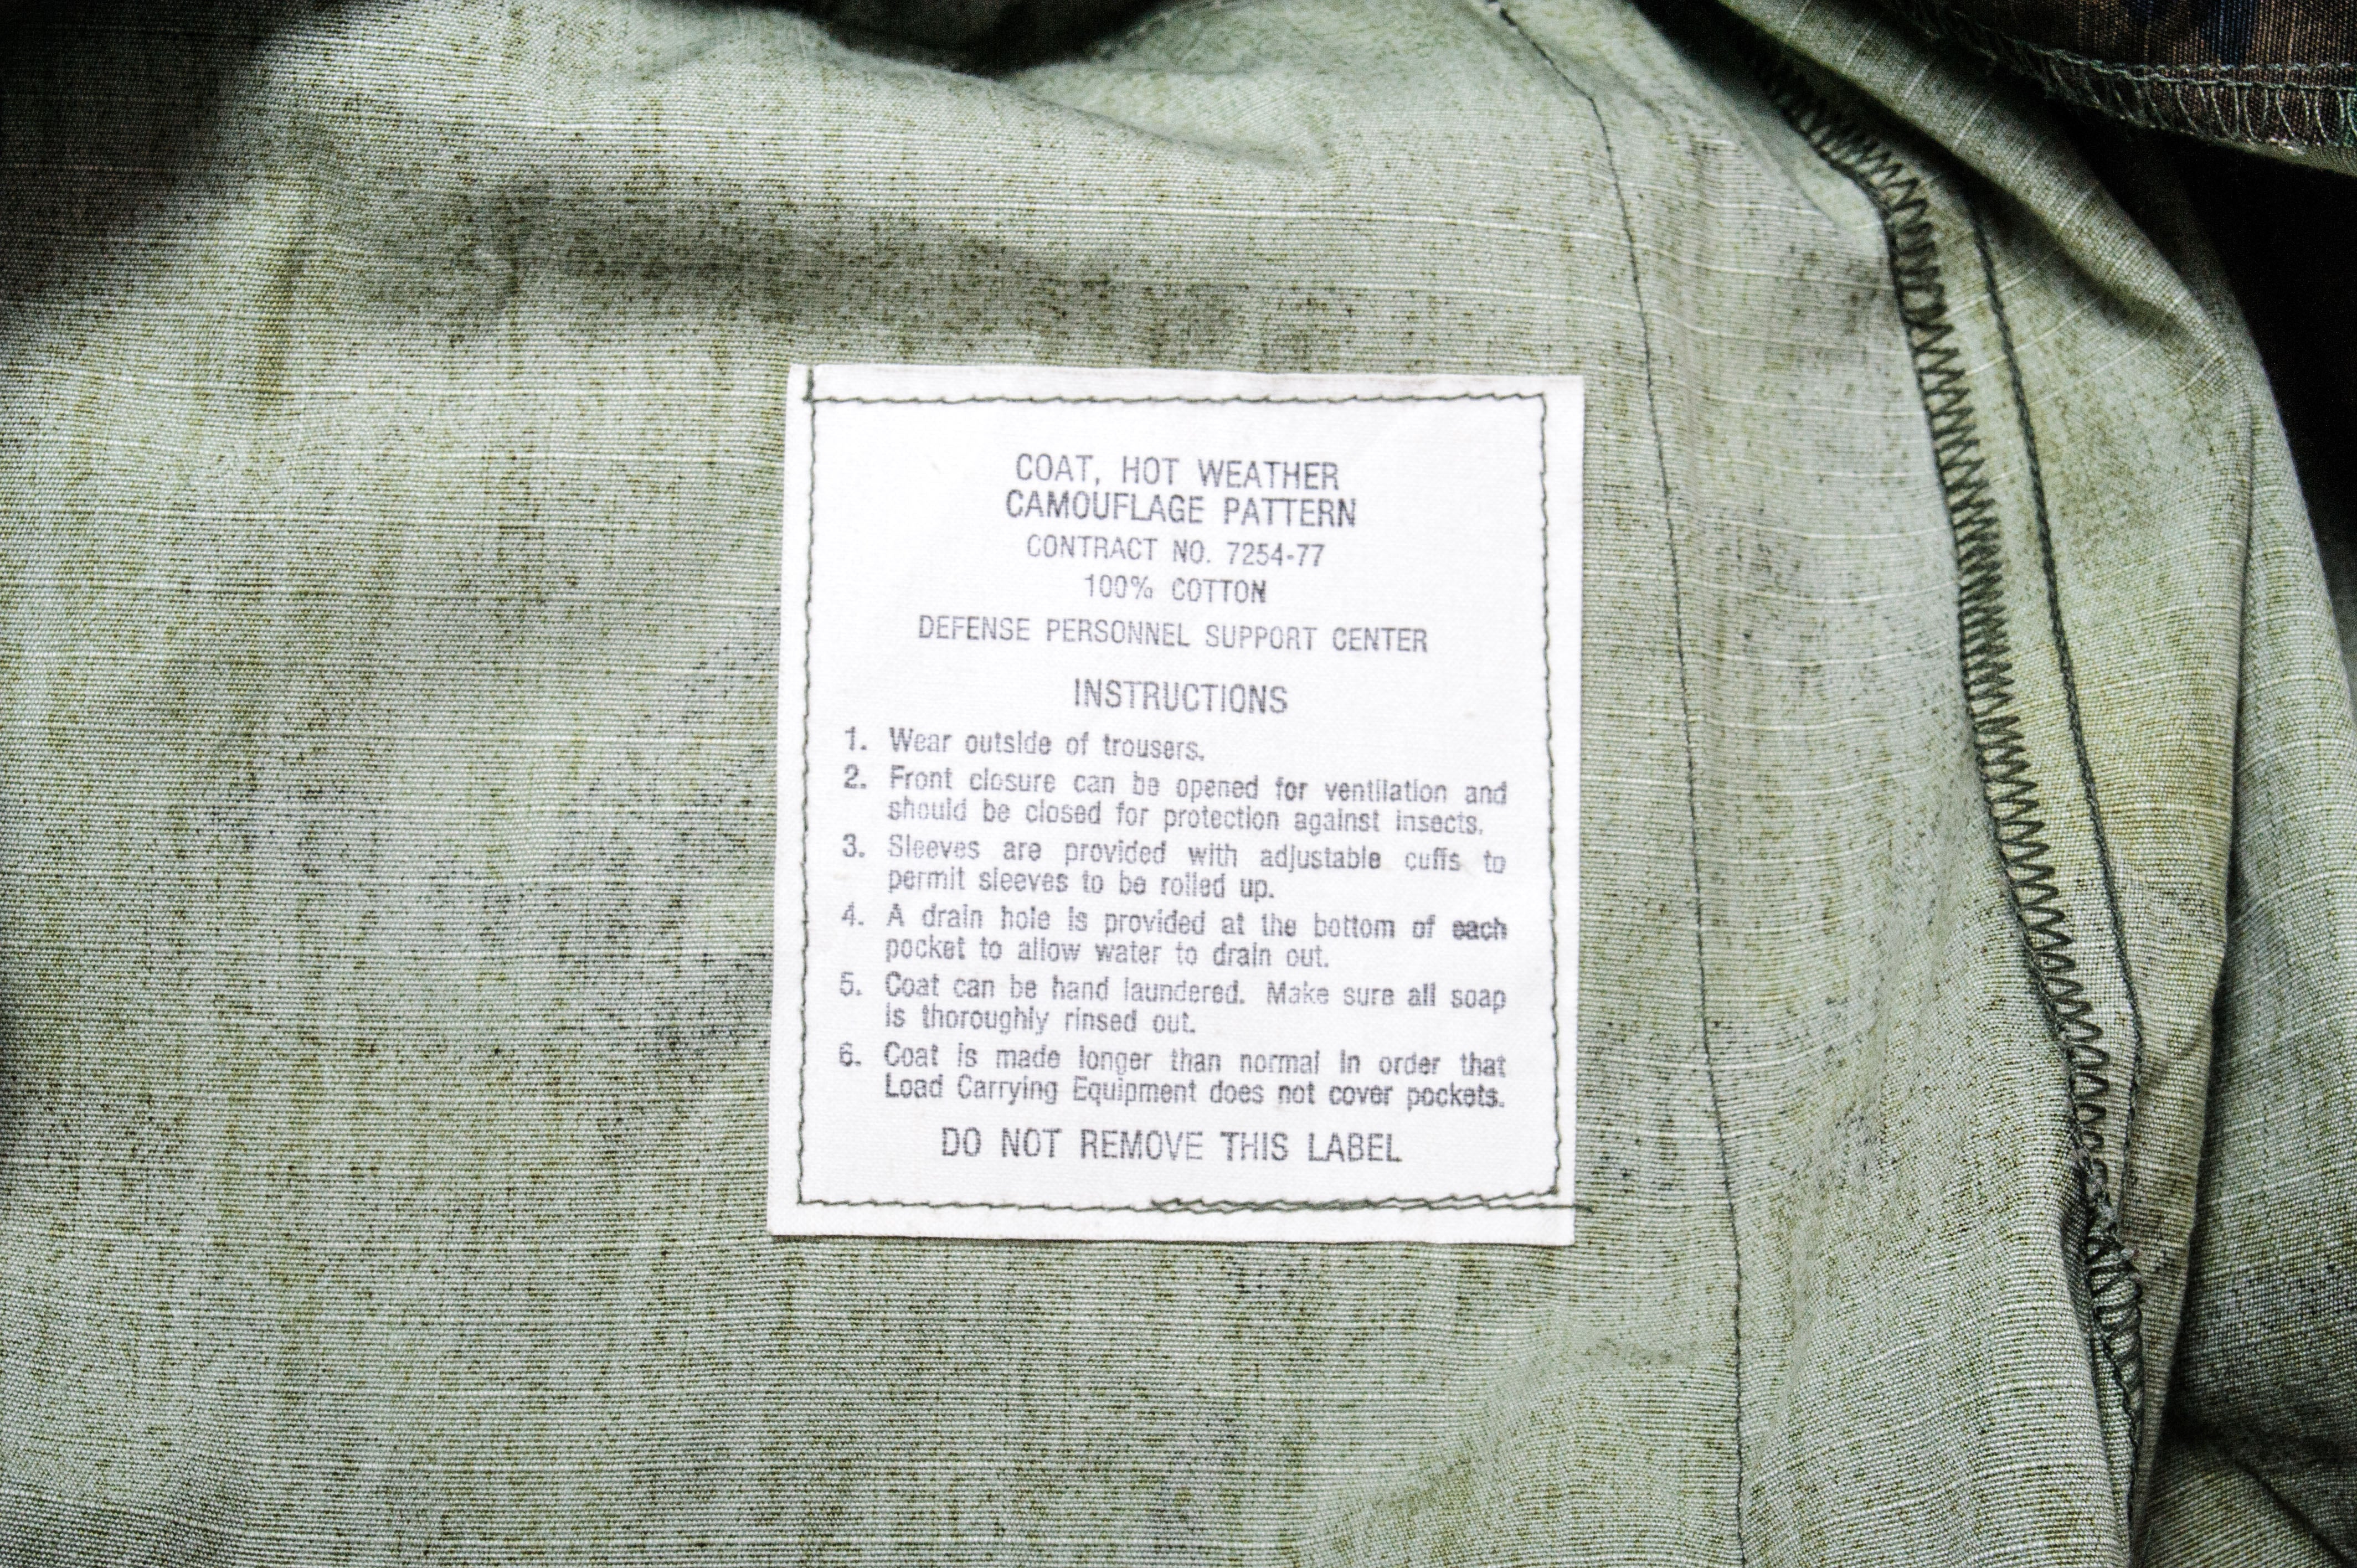 COAT, HOT WEATHER
CAMOUFLAGE PATTERN
CONTRACT NO. 7254-77
100% COTTON
DEFENSE PERSONNEL SUPPORT CENTER
INSTRUCTIONS
1. Wear outside of trousers.
2. Front closure can be opened for ventilation and
should be closed for protection against insects.
3. Sleeves are provided with adjustable cuffs to
permit sleeves to be rolled up.
4. A drain hole is provided at the bottom of each
pocket to allow water to drain out.
5. Coat can be hand laundered. Make sure all soap
is thoroughly rinsed out.
6. Coat is made longer than normal in order that
Load Carrying Equipment does not cover pockets.
DO NOT REMOVE THIS LABEL